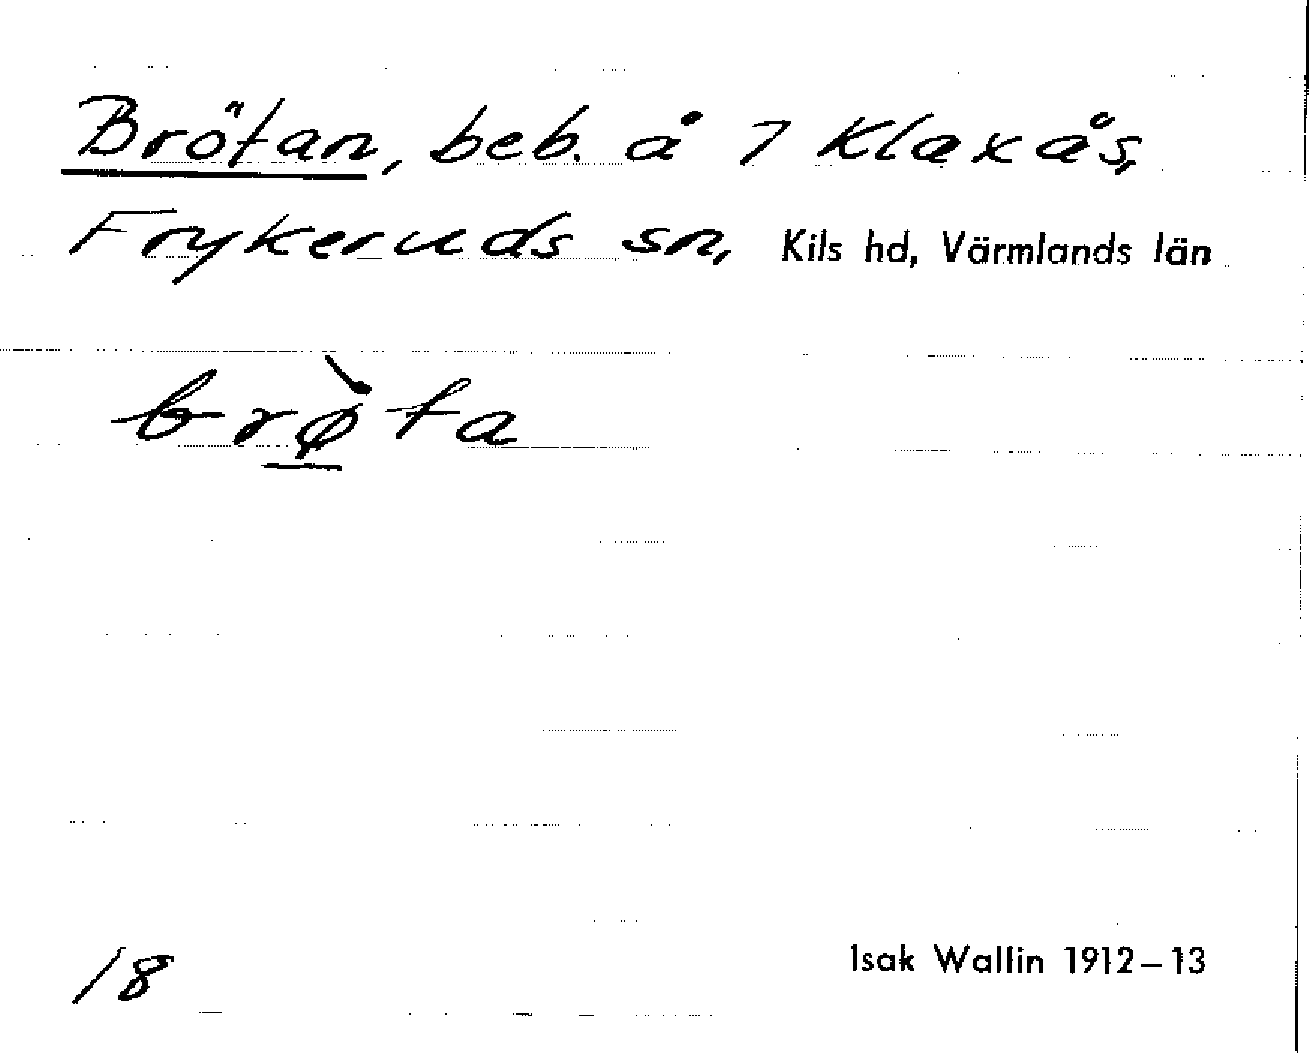 Brötan, beb. å 7 Klaxås,
Frykeruds sn, Kils hd, Värmlands län
brø̀ta
18
Isak Wallin 1912–13